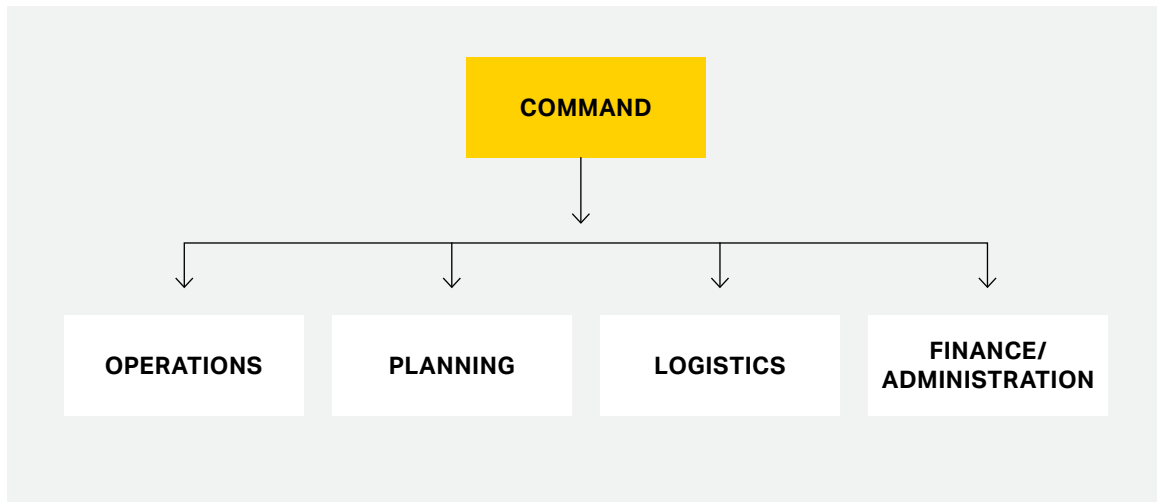 COMMAND
OPERATIONS
PLANNING
LOGISTICS
FINANCE/
ADMINISTRATION